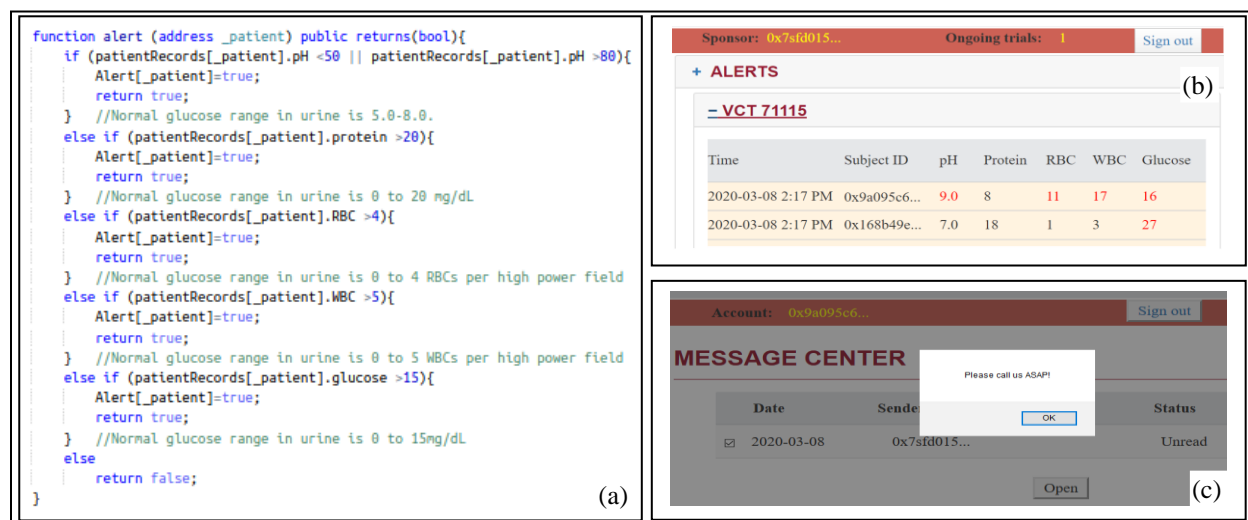 function alert (address _patient) public returns(bool){
if (patientRecords[_patient].pH <50 || patientRecords[_patient].pH >80){
Alert[_patient]=true;
return true;
} //Normal glucose range in urine is 5.0-8.0.
else if (patientRecords[_patient].protein >20){
Alert[_patient]=true;
return true;
} //Normal glucose range in urine is 0 to 20 mg/dL
else if (patientRecords[_patient].RBC >4){
Alert[_patient]=true;
return true;
} //Normal glucose range in urine is 0 to 4 RBCs per high power field
else if (patientRecords[_patient].WBC >5){
Alert[_patient]=true;
return true;
} //Normal glucose range in urine is 0 to 5 WBCs per high power field
else if (patientRecords[_patient].glucose >15){
Alert[_patient]=true;
return true;
} //Normal glucose range in urine is 0 to 15mg/dL
else
return false;
}
(a)
Sponsor: 0x7sfd015... Ongoing trials: 1 Sign out
+ ALERTS
(b)
− VCT 71115
Time Subject ID pH Protein RBC WBC Glucose
2020-03-08 2:17 PM 0x9a095c6... 9.0 8 11 17 16
2020-03-08 2:17 PM 0x168b49e... 7.0 18 1 3 27
Account: 0x9a095c6... Sign out
MESSAGE CENTER
Please call us ASAP!
OK
Date Sende Status
2020-03-08 0x7sfd015... Unread
Open
(c)